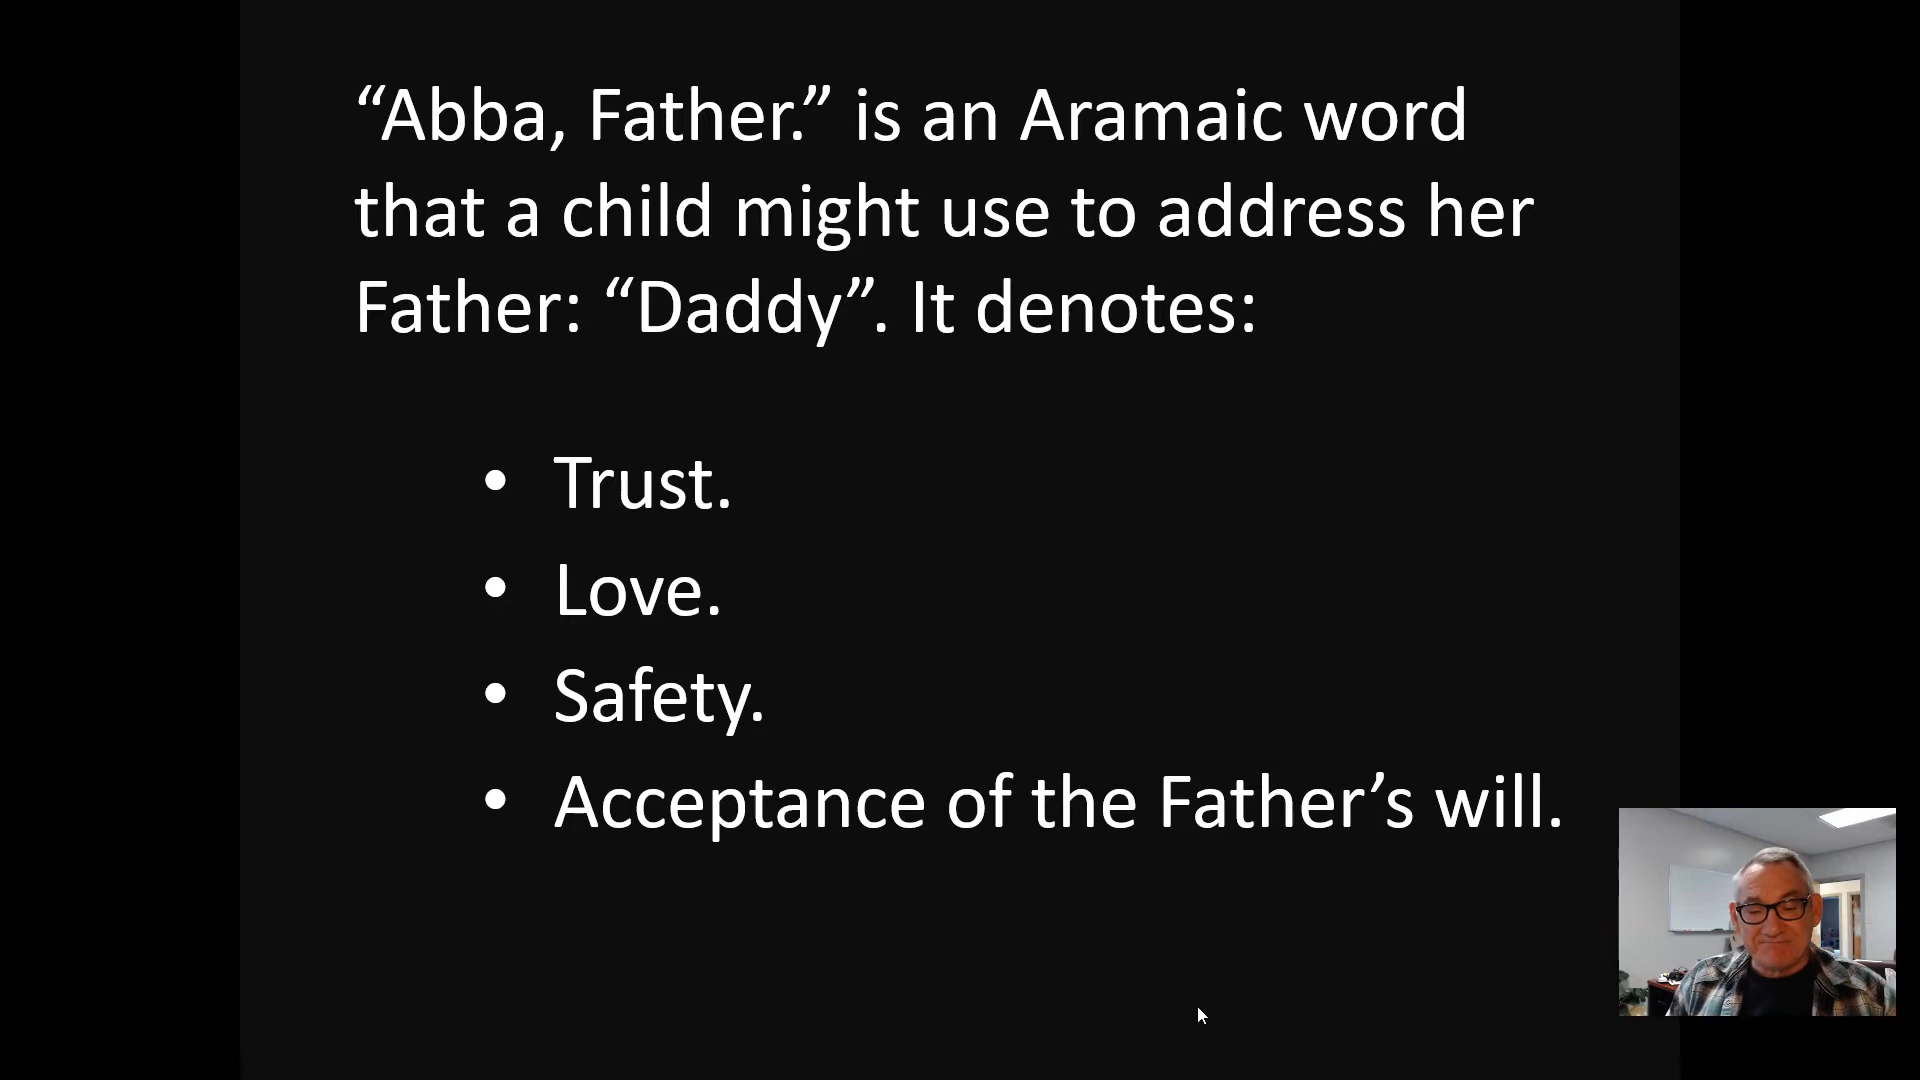 “Abba, Father.” is an Aramaic word
that a child might use to address her
Father: “Daddy”. It denotes:
• Trust.
• Love.
• Safety.
• Acceptance of the Father’s will.